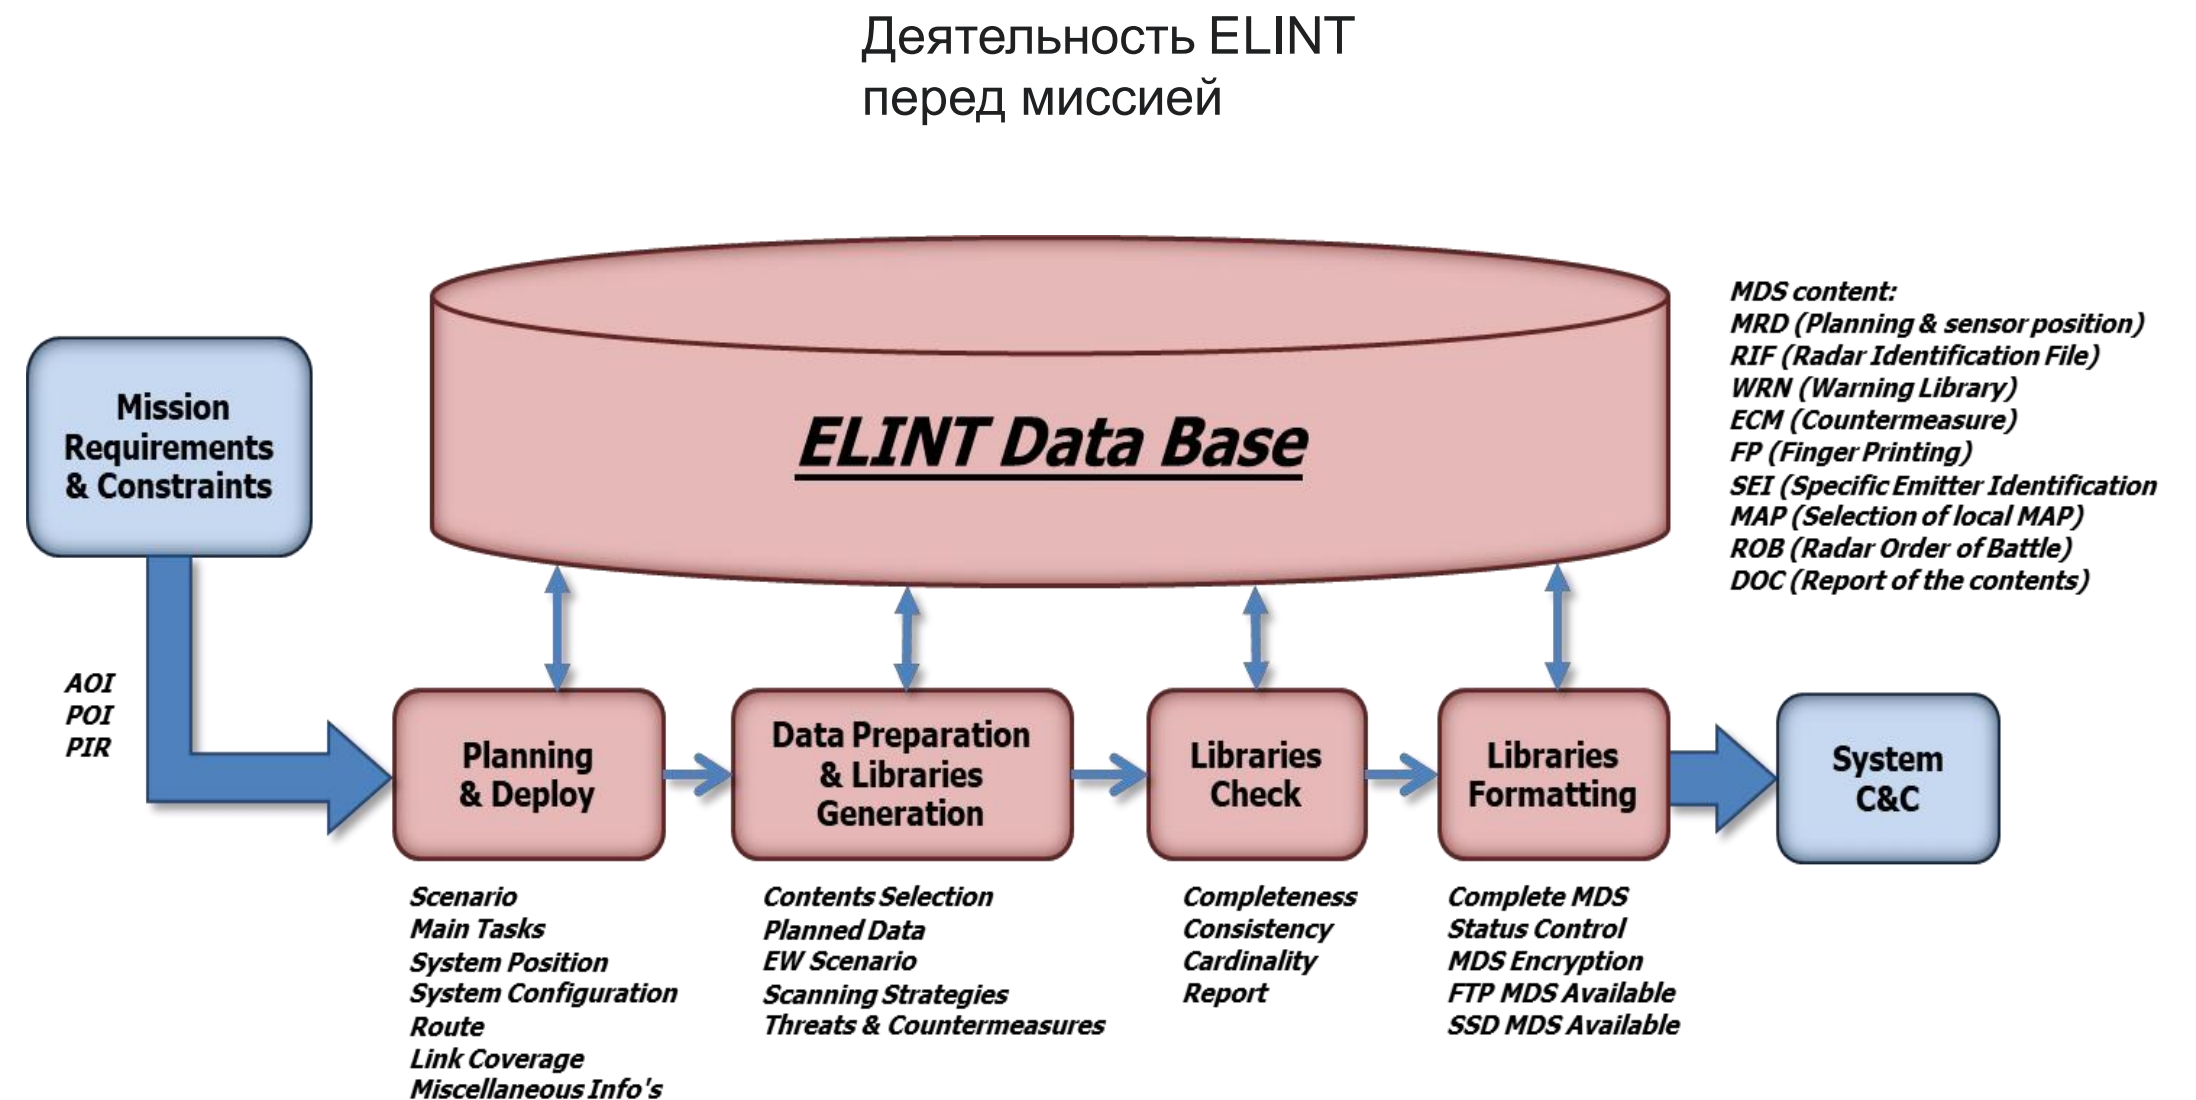 Деятельность ELINT
перед миссией
ELINT Data Base
MDS content:
MRD (Planning & sensor position)
RIF (Radar Identification File)
WRN (Warning Library)
ECM (Countermeasure)
FP (Finger Printing)
SEI (Specific Emitter Identification
MAP (Selection of local MAP)
ROB (Radar Order of Battle)
DOC (Report of the contents)
Mission
Requirements
& Constraints
AOI
POI
PIR
Planning
& Deploy
Data Preparation
& Libraries
Generation
Libraries
Check
Libraries
Formatting
System
C&C
Scenario
Main Tasks
System Position
System Configuration
Route
Link Coverage
Miscellaneous Info's
Contents Selection
Planned Data
EW Scenario
Scanning Strategies
Threats & Countermeasures
Completeness
Consistency
Cardinality
Report
Complete MDS
Status Control
MDS Encryption
FTP MDS Available
SSD MDS Available